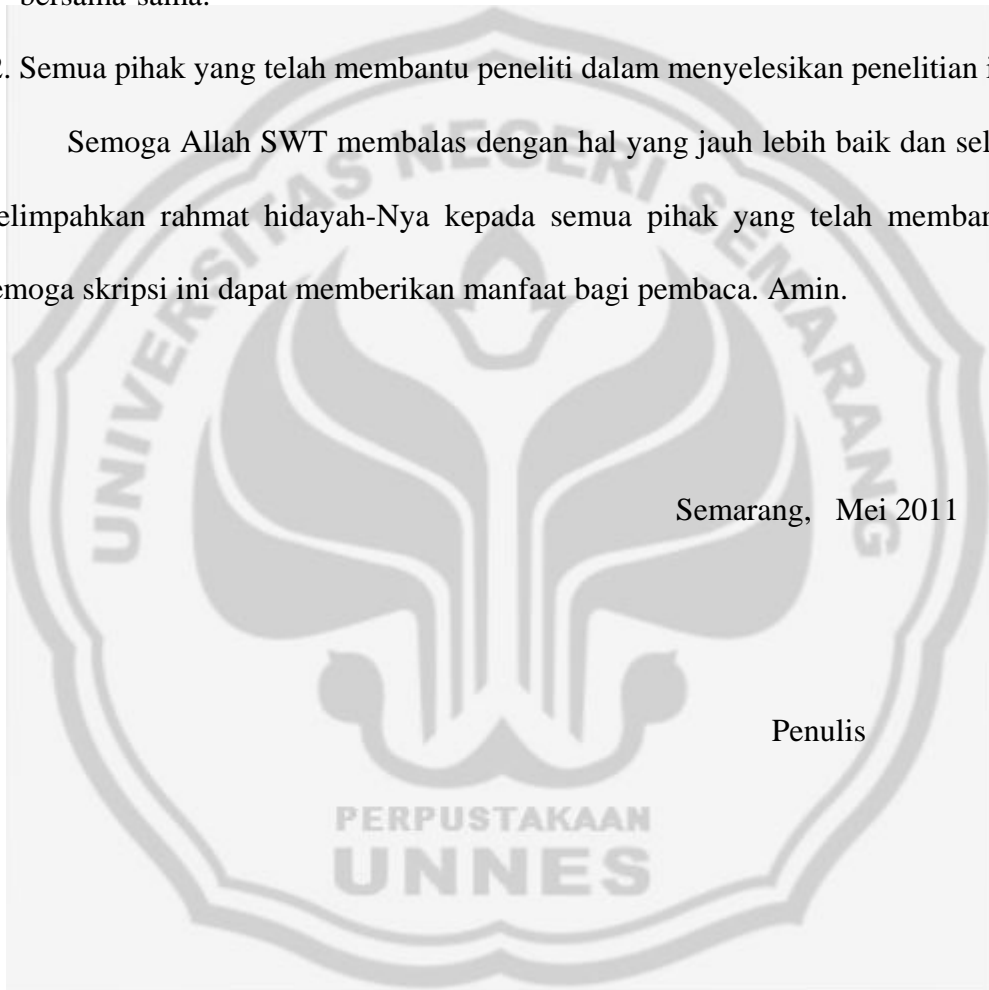 bersama-sama.
2. Semua pihak yang telah membantu peneliti dalam menyelesikan penelitian
Semoga Allah SWT membalas dengan hal yang jauh lebih baik dan
elimpahkan rahmat hidayah-Nya kepada semua pihak yang telah
emoga skripsi ini dapat memberikan manfaat bagi pembaca. Amin.
Semarang, Mei 2011
Penulis
UNIVERSITAS NEGERI SEMARANG
PERPUSTAKAAN
UNNES